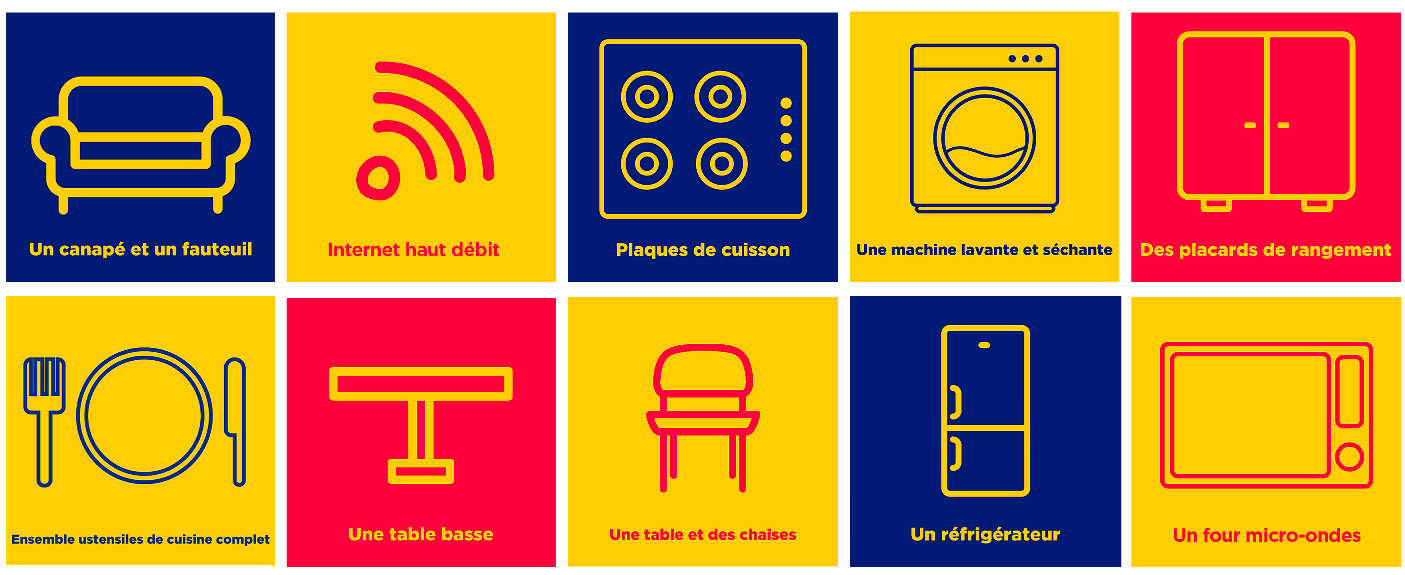 Un canapé et un fauteuil
Internet haut débit
Plaques de cuisson
Une machine lavante et séchante
Des placards de rangement
Ensemble ustensiles de cuisine complet
Une table basse
Une table et des chaises
Un réfrigérateur
Un four micro-ondes